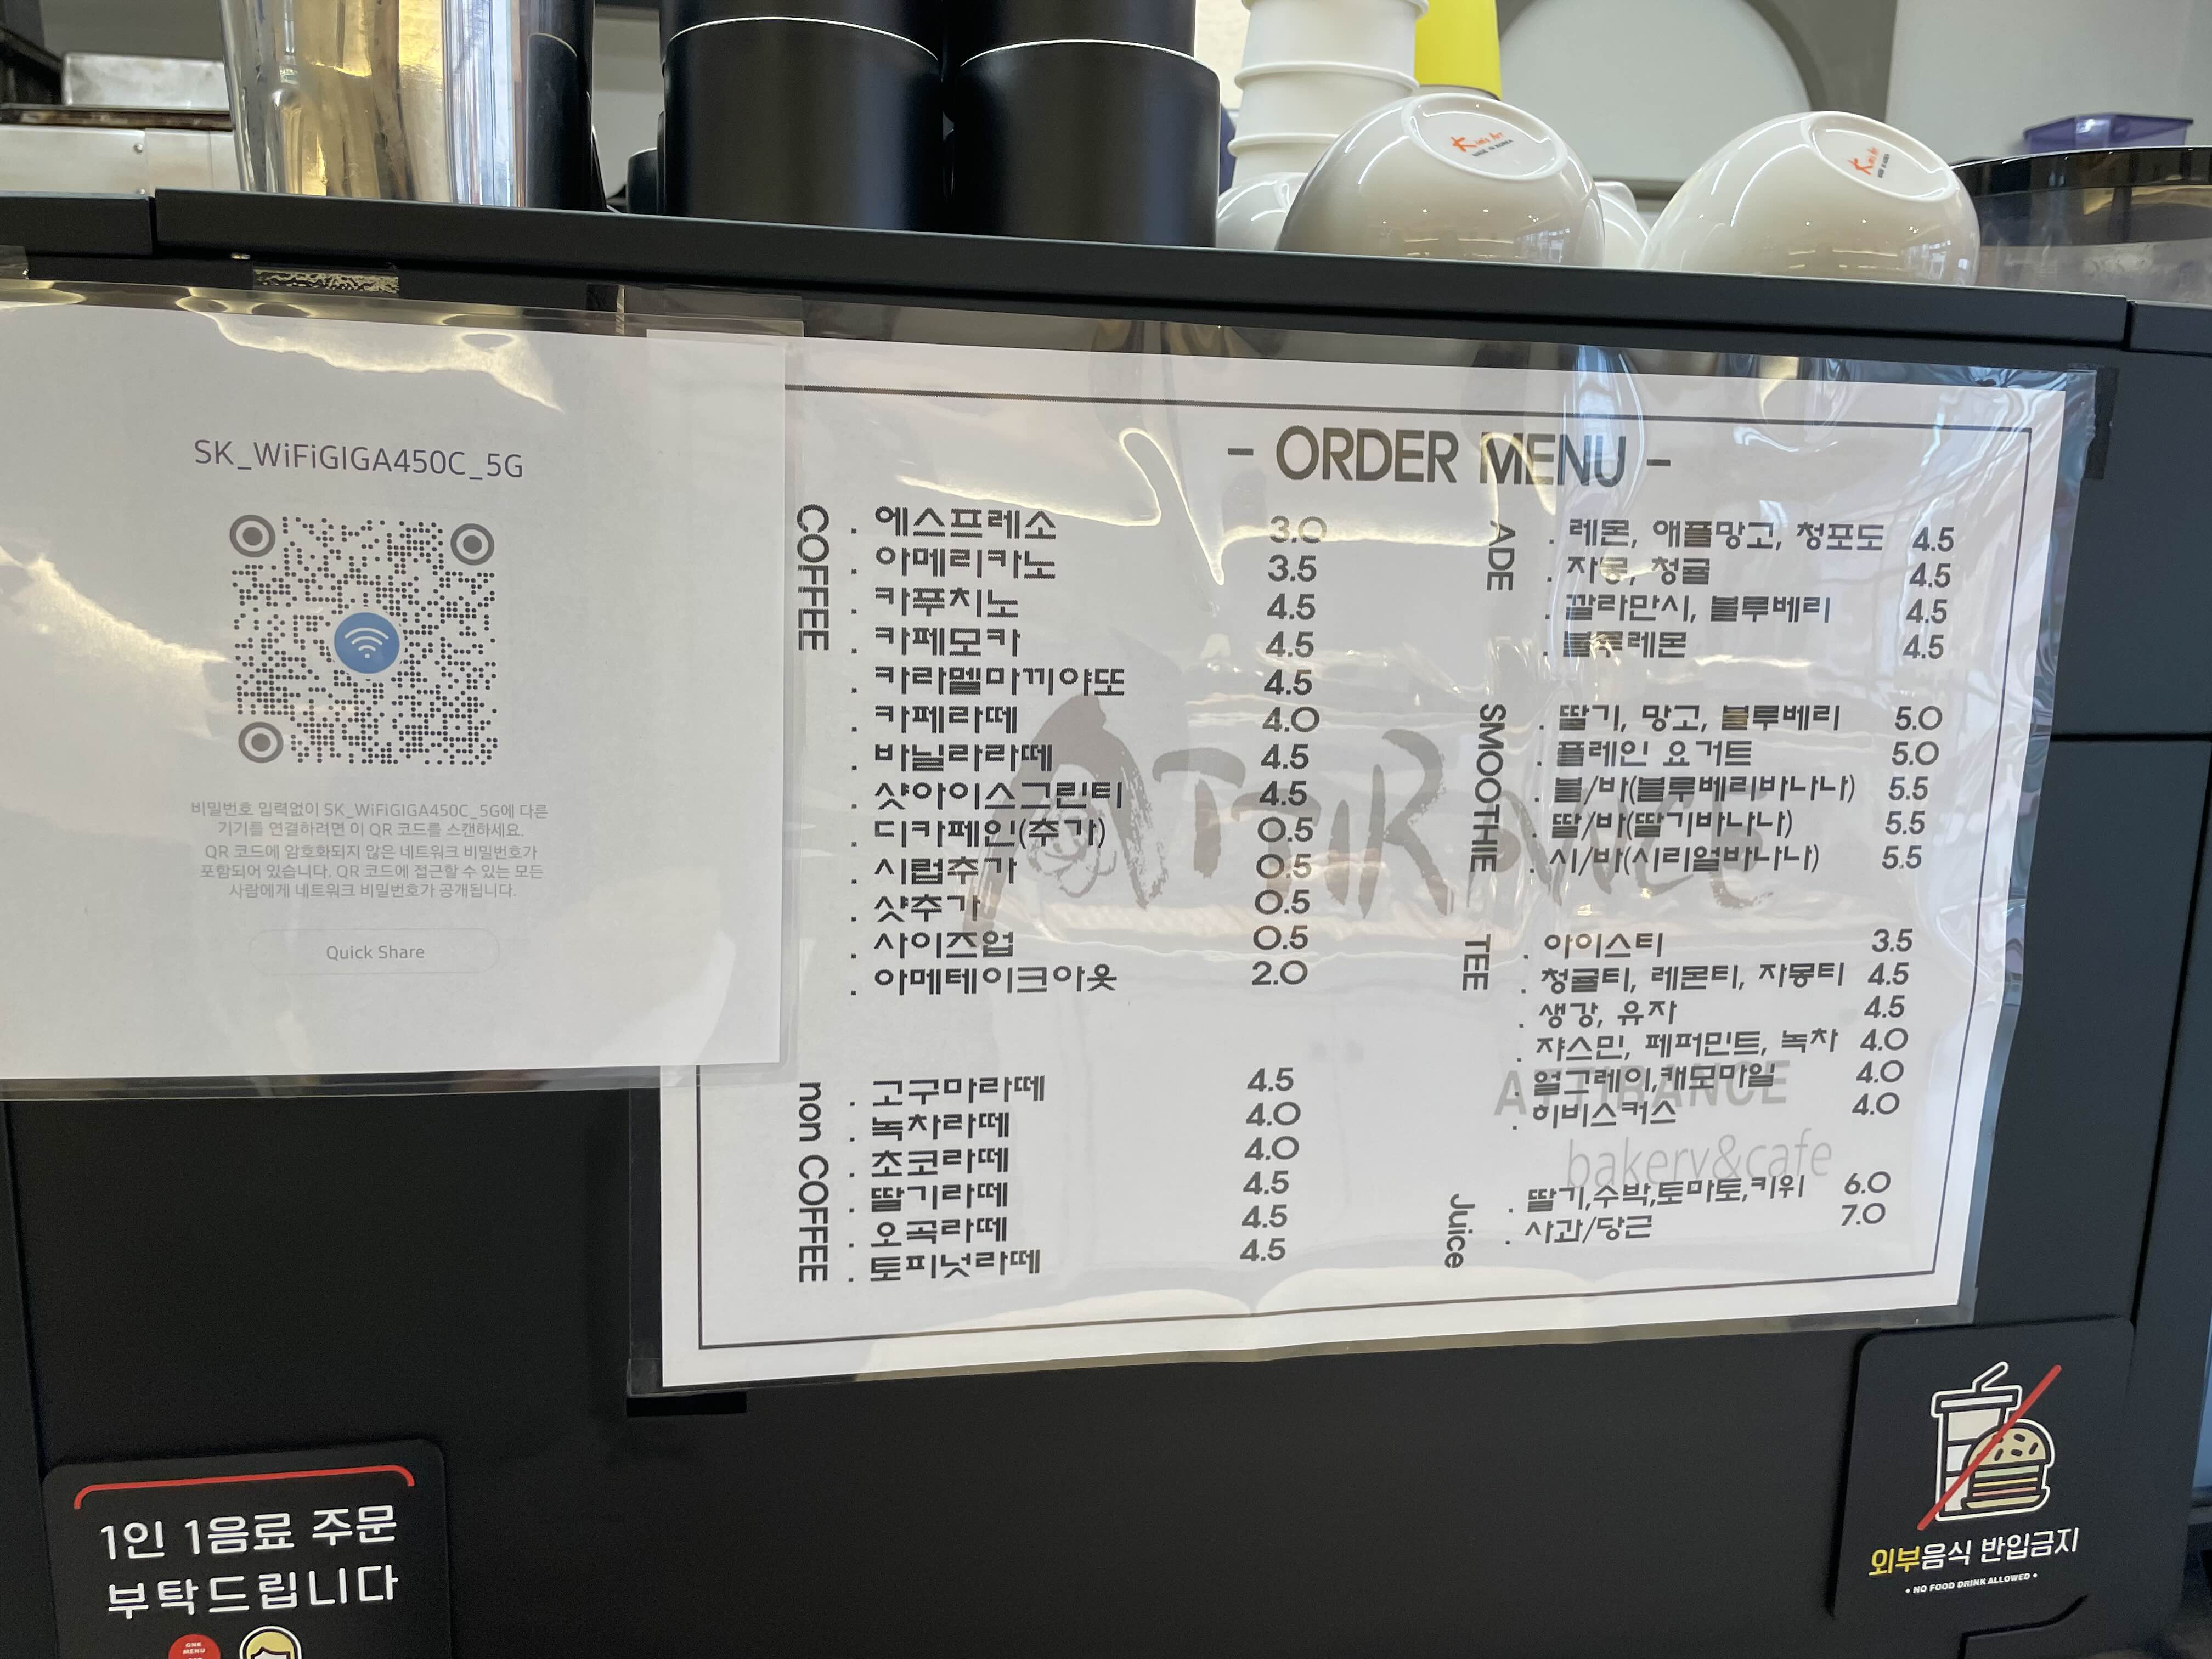 SK_WiFiGIGA450C_5G
비밀번호 입력없이 SK_WiFiGIGA450C_5G에 다른
기기를 연결하려면 이 QR 코드를 스캔하세요.
QR 코드에 암호화되지 않은 네트워크 비밀번호가
포함되어 있습니다. QR 코드에 접근할 수 있는 모든
사람에게 네트워크 비밀번호가 공개됩니다.
Quick Share
- ORDER MENU -
COFFEE
. 에스프레소 3.0
. 아메리카노 3.5
. 카푸치노 4.5
. 카페모카 4.5
. 카라멜마끼야또 4.5
. 카페라떼 4.0
. 바닐라라떼 4.5
. 샷아이스그린티 4.5
. 디카페인(추가) 0.5
. 시럽추가 0.5
. 샷추가 0.5
. 사이즈업 0.5
. 아메테이크아웃 2.0
non COFFEE
. 고구마라떼 4.5
. 녹차라떼 4.0
. 초코라떼 4.0
. 딸기라떼 4.5
. 오곡라떼 4.5
. 토피넛라떼 4.5
ADE
. 레몬, 애플망고, 청포도 4.5
. 자몽, 청귤 4.5
. 깔라만시, 블루베리 4.5
. 블루레몬 4.5
SMOOTHIE
. 딸기, 망고, 블루베리 5.0
. 플레인 요거트 5.0
. 블/바(블루베리바나나) 5.5
. 딸/바(딸기바나나) 5.5
. 시/바(시리얼바나나) 5.5
TEE
. 아이스티 3.5
. 청귤티, 레몬티, 자몽티 4.5
. 생강, 유자 4.5
. 쟈스민, 페퍼민트, 녹차 4.0
. 얼그레이,캐모마일 4.0
. 히비스커스 4.0
Juice
. 딸기,수박,토마토,키위 6.0
. 사과/당근 7.0
ATTIRANCE
ATTIRANCE
bakery&cafe
1인 1음료 주문
부탁드립니다
ONE
MENU
외부음식 반입금지
• NO FOOD DRINK ALLOWED •